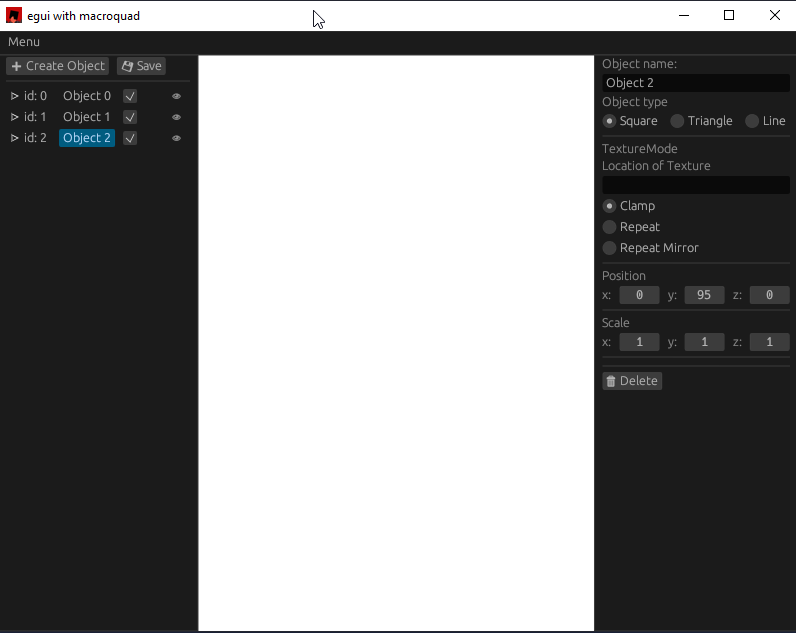 egui with macroquad
Menu
+ Create Object Save
id: 0 Object 0
id: 1 Object 1
id: 2 Object 2
Object name:
Object 2
Object type
Square Triangle Line
TextureMode
Location of Texture
Clamp
Repeat
Repeat Mirror
Position
x: 0 y: 95 z: 0
Scale
x: 1 y: 1 z: 1
Delete